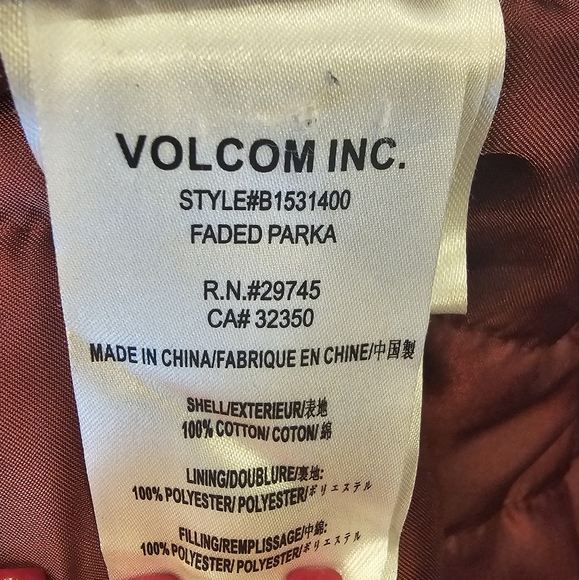 VOLCOM INC.
STYLE#B1531400
FADED PARKA
R.N.#29745
CA# 32350
MADE IN CHINA/FABRIQUE EN CHINE/中国製
SHELL/EXTERIEUR/表地
100% COTTON/ COTON/ 綿
LINING/DOUBLURE/裏地:
100% POLYESTER/ POLYESTER/ポリエステル
FILLING/REMPLISSAGE/中綿:
100% POLYESTER/ POLYESTER/ポリエステル